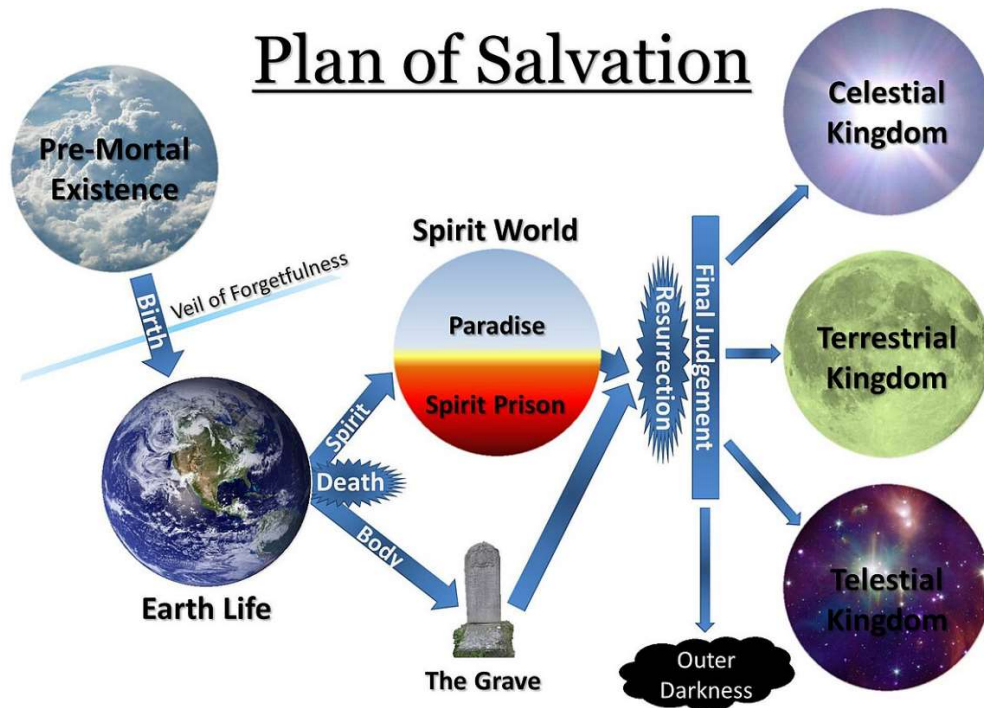 Plan of Salvation
Pre-Mortal
Existence
Birth
Veil of Forgetfulness
Earth Life
Spirit
Death
Body
Spirit World
Paradise
Spirit Prison
The Grave
Resurrection
Final Judgement
Celestial
Kingdom
Terrestrial
Kingdom
Telestial
Kingdom
Outer
Darkness